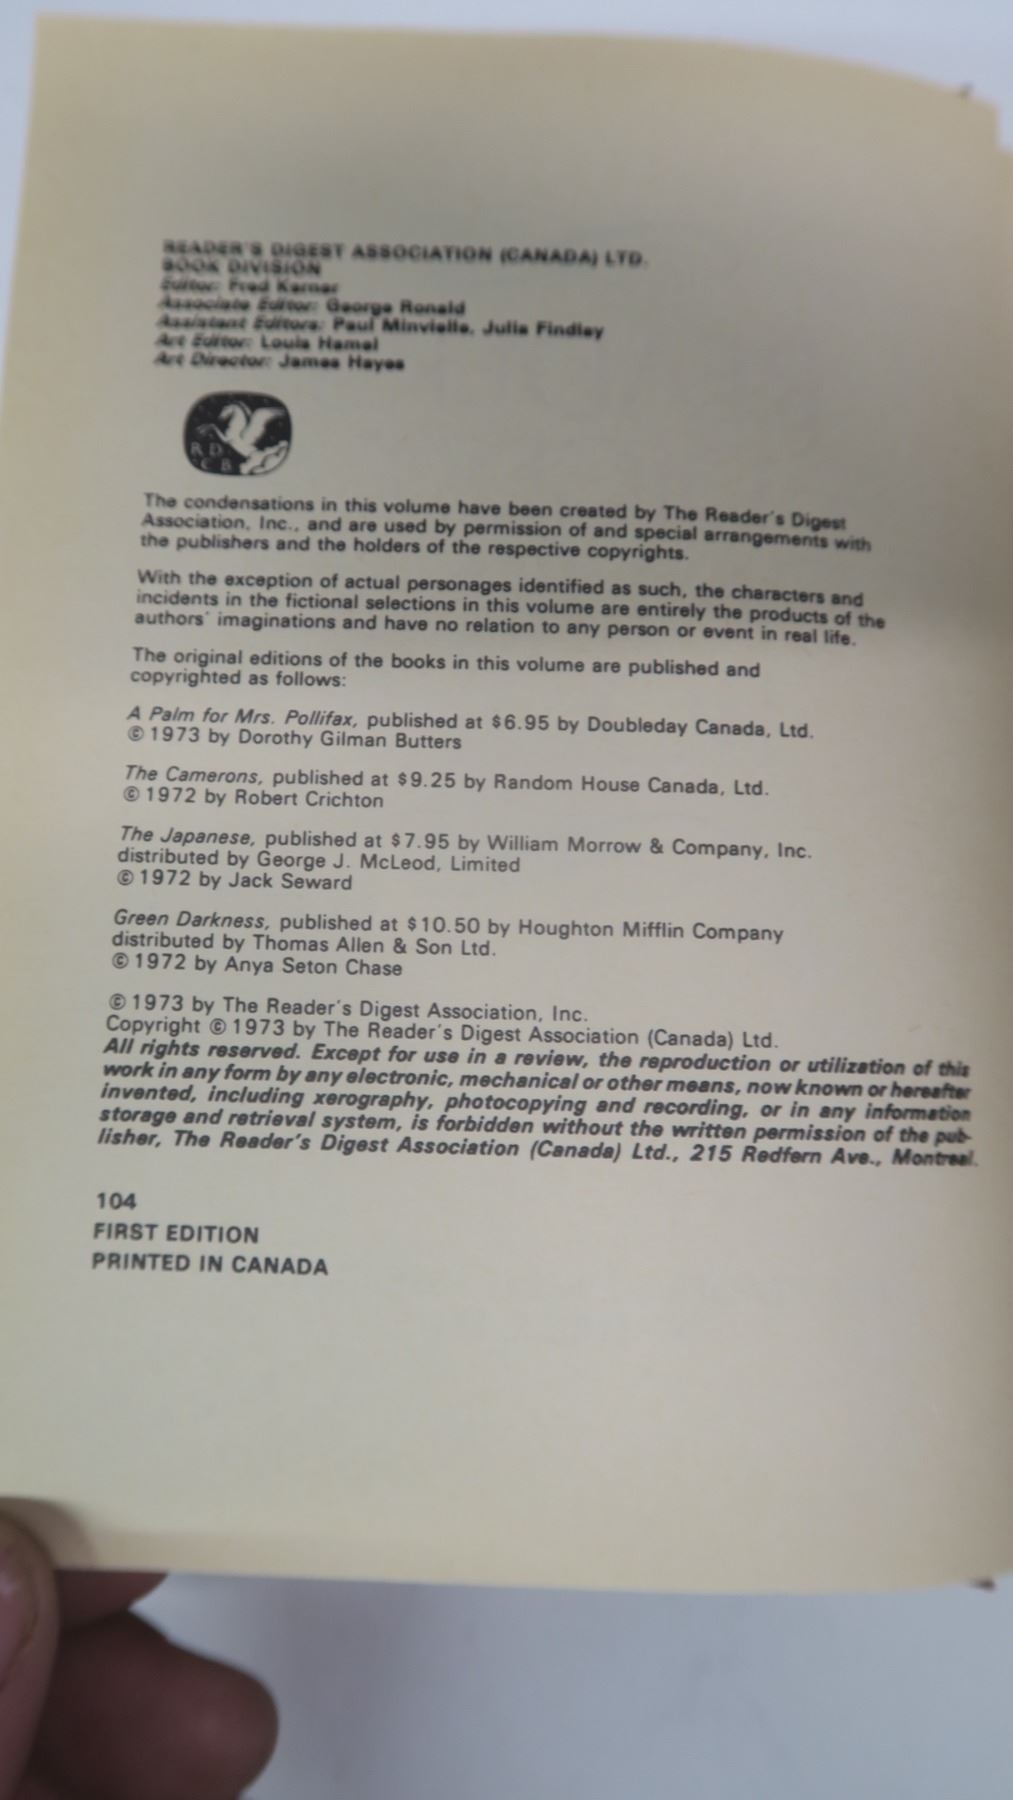 READER'S DIGEST ASSOCIATION (CANADA) LTD.
BOOK DIVISION
Editor: Fred Kerner
Associate Editor: George Ronald
Assistant Editors: Paul Minvielle, Julia Findlay
Art Editor: Louis Hamel
Art Director: James Hayes
R D
C B
The condensations in this volume have been created by The Reader's Digest
Association, Inc., and are used by permission of and special arrangements with
the publishers and the holders of the respective copyrights.
With the exception of actual personages identified as such, the characters and
incidents in the fictional selections in this volume are entirely the products of the
authors' imaginations and have no relation to any person or event in real life.
The original editions of the books in this volume are published and
copyrighted as follows:
A Palm for Mrs. Pollifax, published at $6.95 by Doubleday Canada, Ltd.
© 1973 by Dorothy Gilman Butters
The Camerons, published at $9.25 by Random House Canada, Ltd.
© 1972 by Robert Crichton
The Japanese, published at $7.95 by William Morrow & Company, Inc.
distributed by George J. McLeod, Limited
© 1972 by Jack Seward
Green Darkness, published at $10.50 by Houghton Mifflin Company
distributed by Thomas Allen & Son Ltd.
© 1972 by Anya Seton Chase
© 1973 by The Reader's Digest Association, Inc.
Copyright © 1973 by The Reader's Digest Association (Canada) Ltd.
All rights reserved. Except for use in a review, the reproduction or utilization of this
work in any form by any electronic, mechanical or other means, now known or hereafter
invented, including xerography, photocopying and recording, or in any information
storage and retrieval system, is forbidden without the written permission of the pub-
lisher, The Reader's Digest Association (Canada) Ltd., 215 Redfern Ave., Montreal.
104
FIRST EDITION
PRINTED IN CANADA